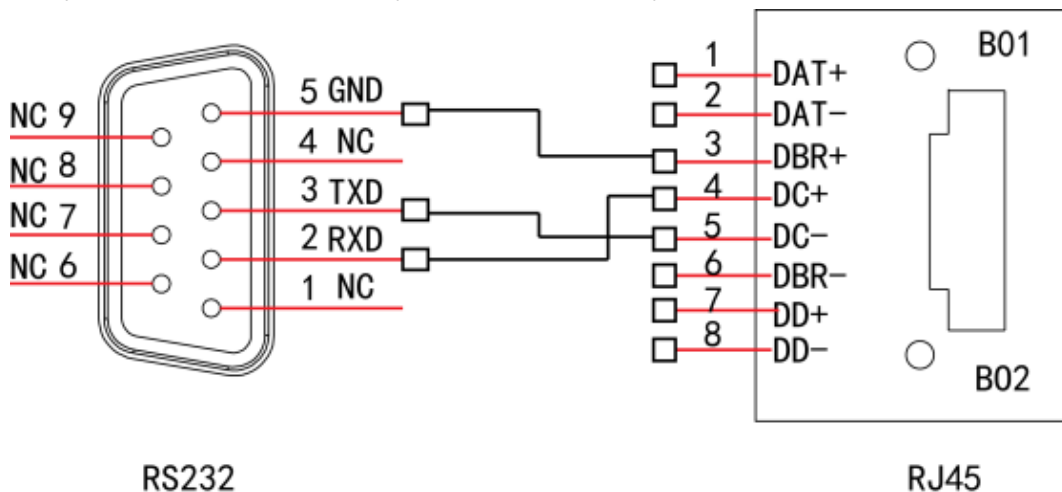 NC 9
NC 8
NC 7
NC 6
5 GND
4 NC
3 TXD
2 RXD
1 NC
RS232
1 DAT+
2 DAT-
3 DBR+
4 DC+
5 DC-
6 DBR-
7 DD+
8 DD-
B01
B02
RJ45